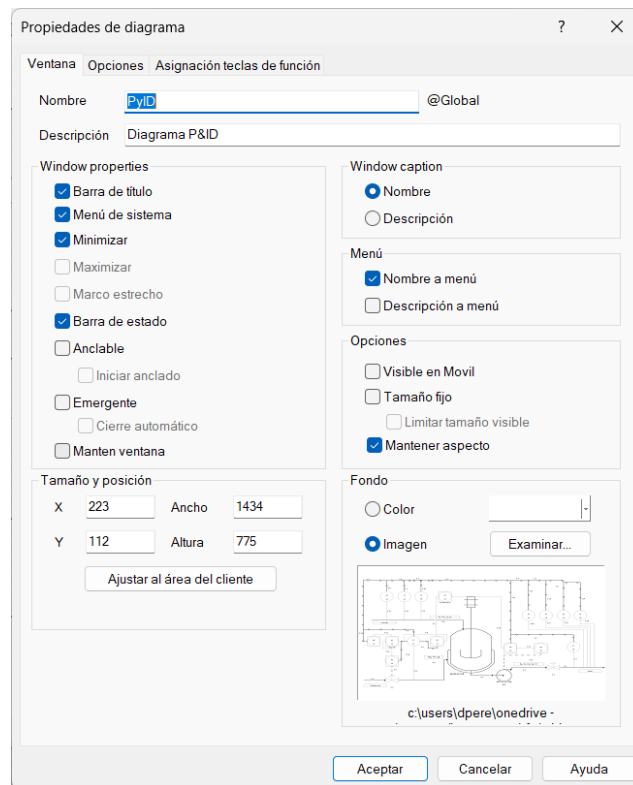 Propiedades de diagrama
Ventana Opciones Asignación teclas de función
Nombre PyID @Global
Descripción Diagrama P&ID
Window properties
Barra de título
Menú de sistema
Minimizar
Maximizar
Marco estrecho
Barra de estado
Anclable
Iniciar anclado
Emergente
Cierre automático
Manten ventana
Window caption
Nombre
Descripción
Menú
Nombre a menú
Descripción a menú
Opciones
Visible en Movil
Tamaño fijo
Limitar tamaño visible
Mantener aspecto
Tamaño y posición
X 223 Ancho 1434
Y 112 Altura 775
Ajustar al área del cliente
Fondo
Color
Imagen Examinar...
c:\users\dpere\onedrive -
Aceptar Cancelar Ayuda